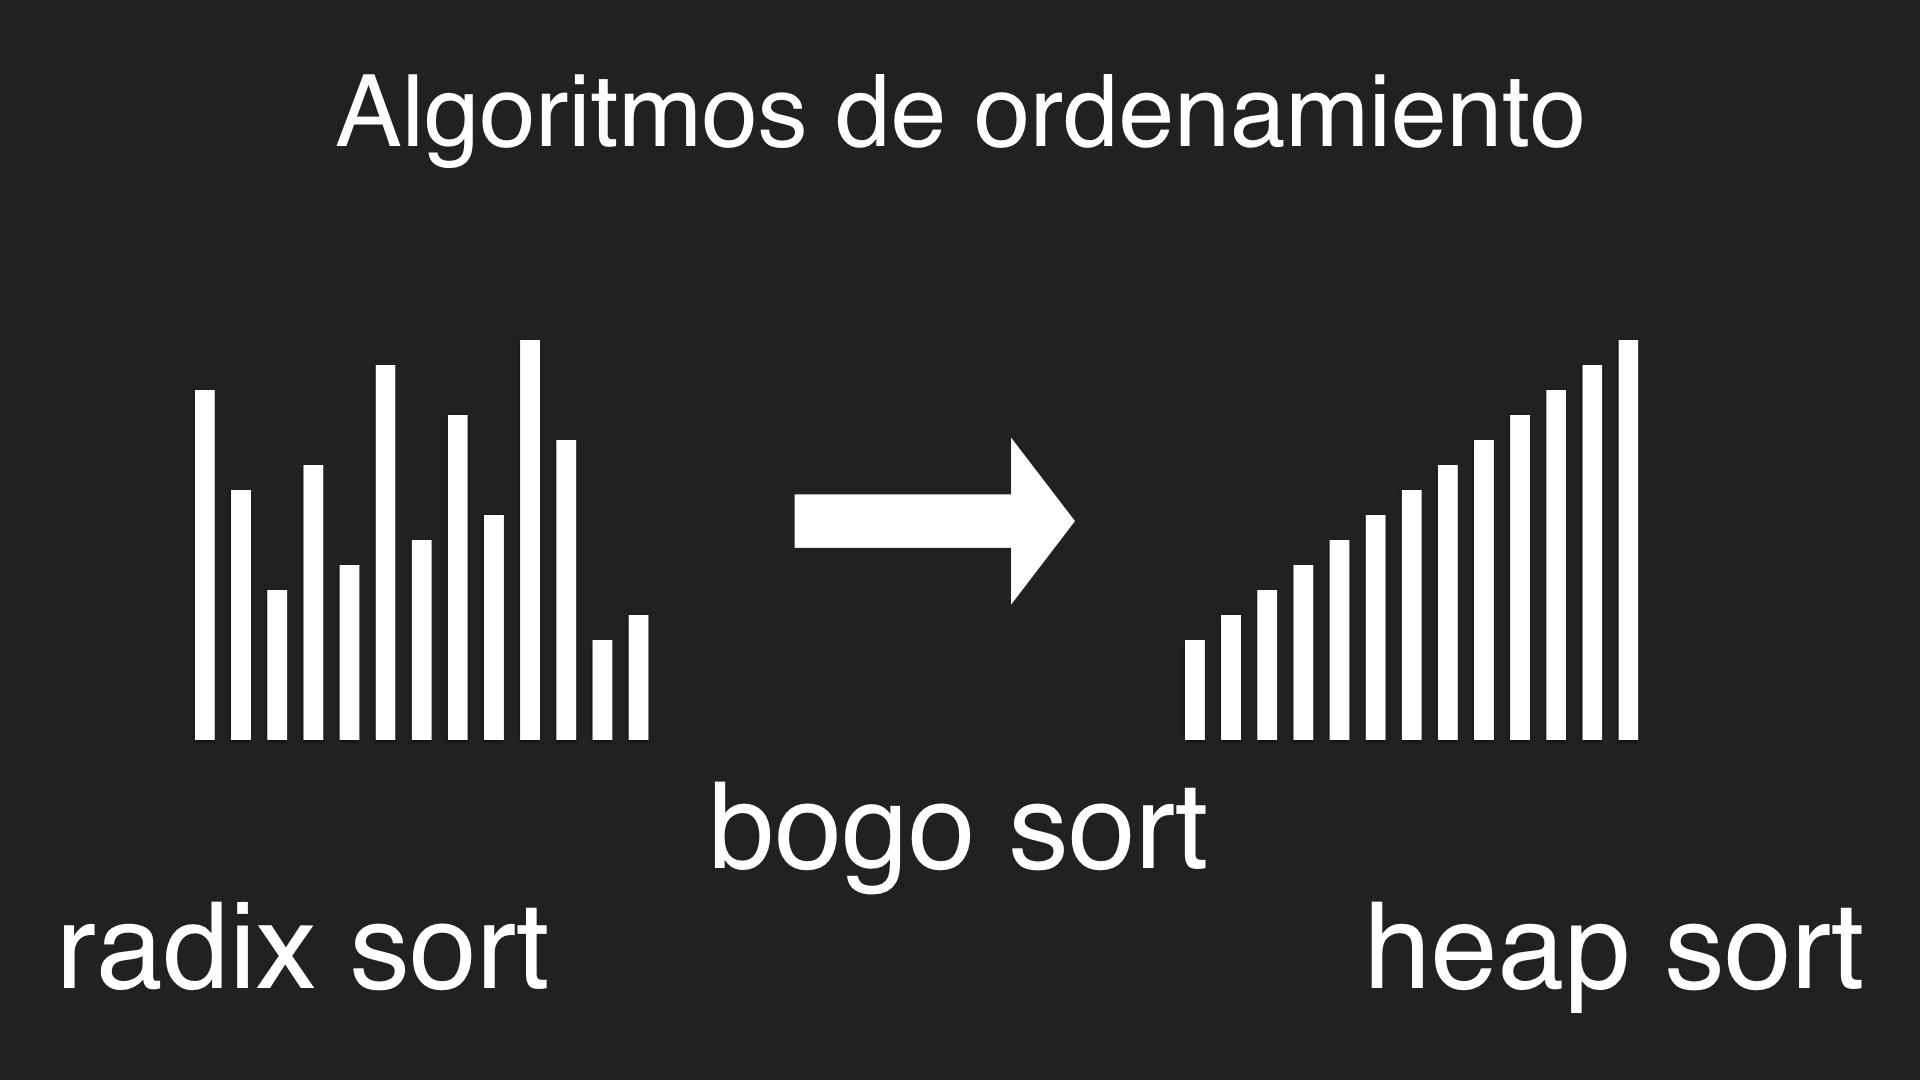 Algoritmos de ordenamiento
bogo sort
radix sort
heap sort